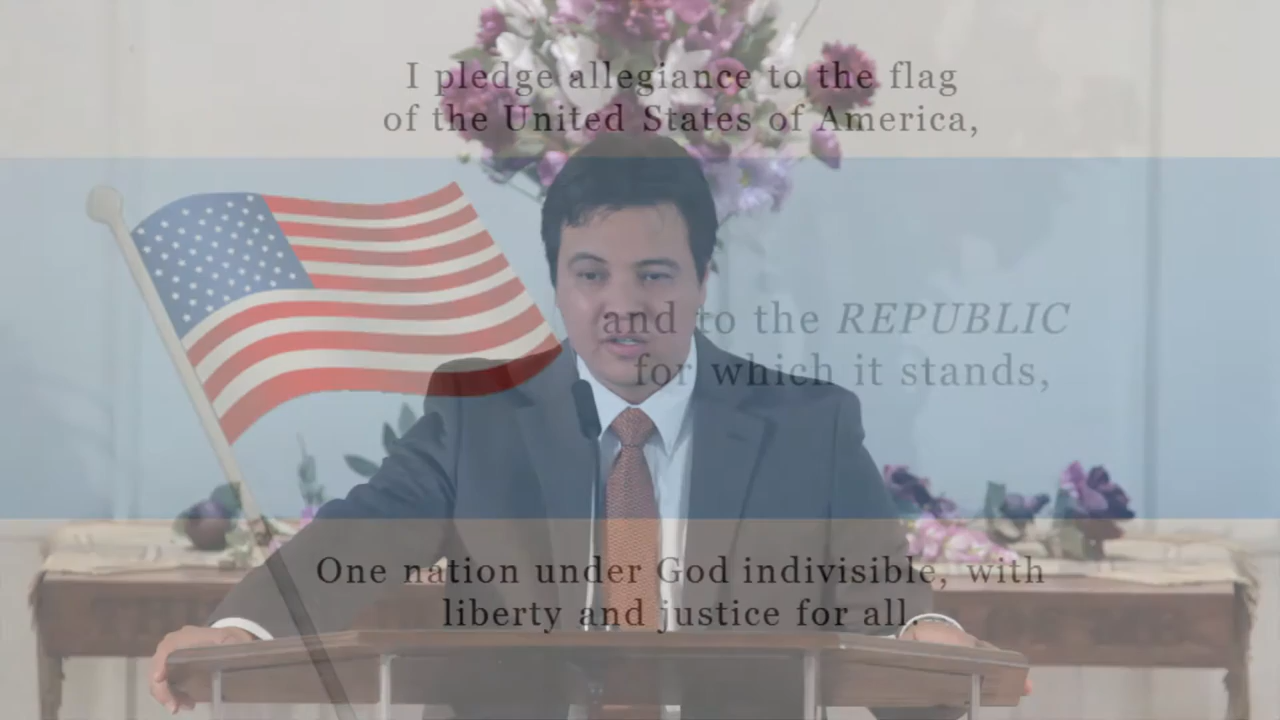 I pledge allegiance to the flag
of the United States of America,
and to the REPUBLIC
for which it stands,
One nation under God indivisible, with
liberty and justice for all.